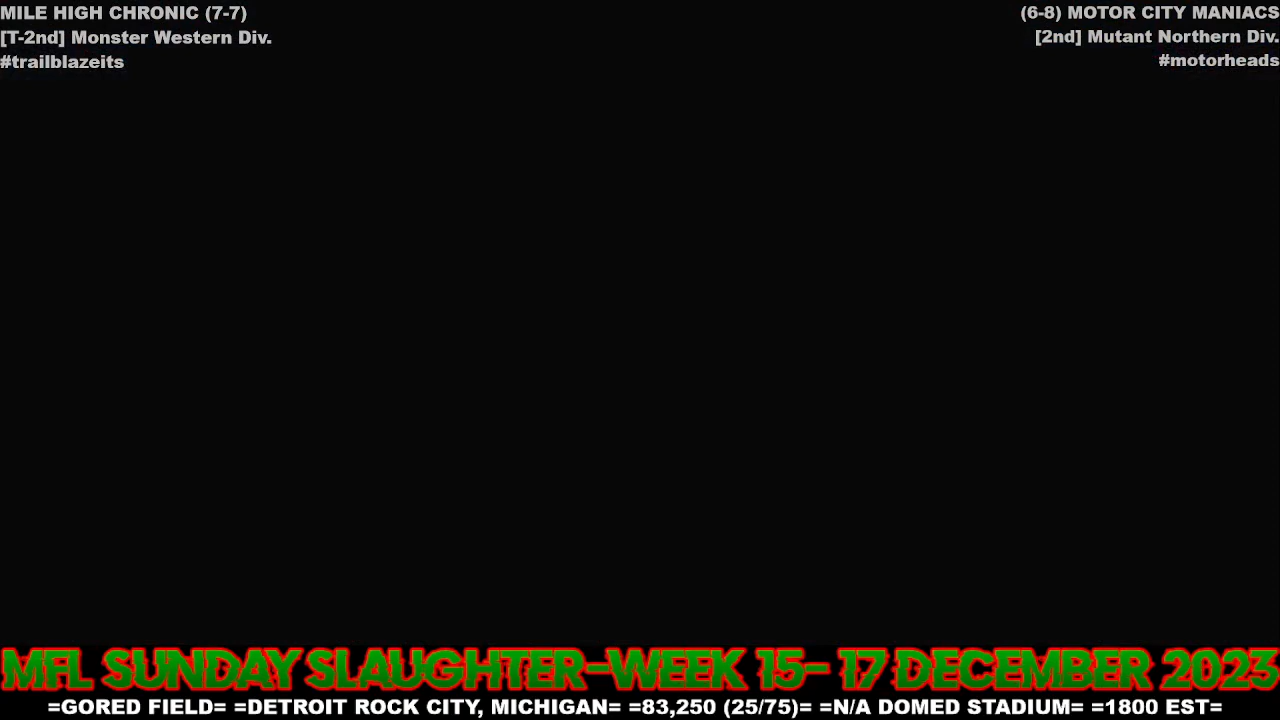 MILE HIGH CHRONIC (7-7)
[T-2nd] Monster Western Div.
#trailblazeits
(6-8) MOTOR CITY MANIACS
[2nd] Mutant Northern Div.
#motorheads
MFL SUNDAY SLAUGHTER-WEEK 15- 17 DECEMBER 2023
=GORED FIELD= =DETROIT ROCK CITY, MICHIGAN= =83,250 (25/75)= =N/A DOMED STADIUM= =1800 EST=